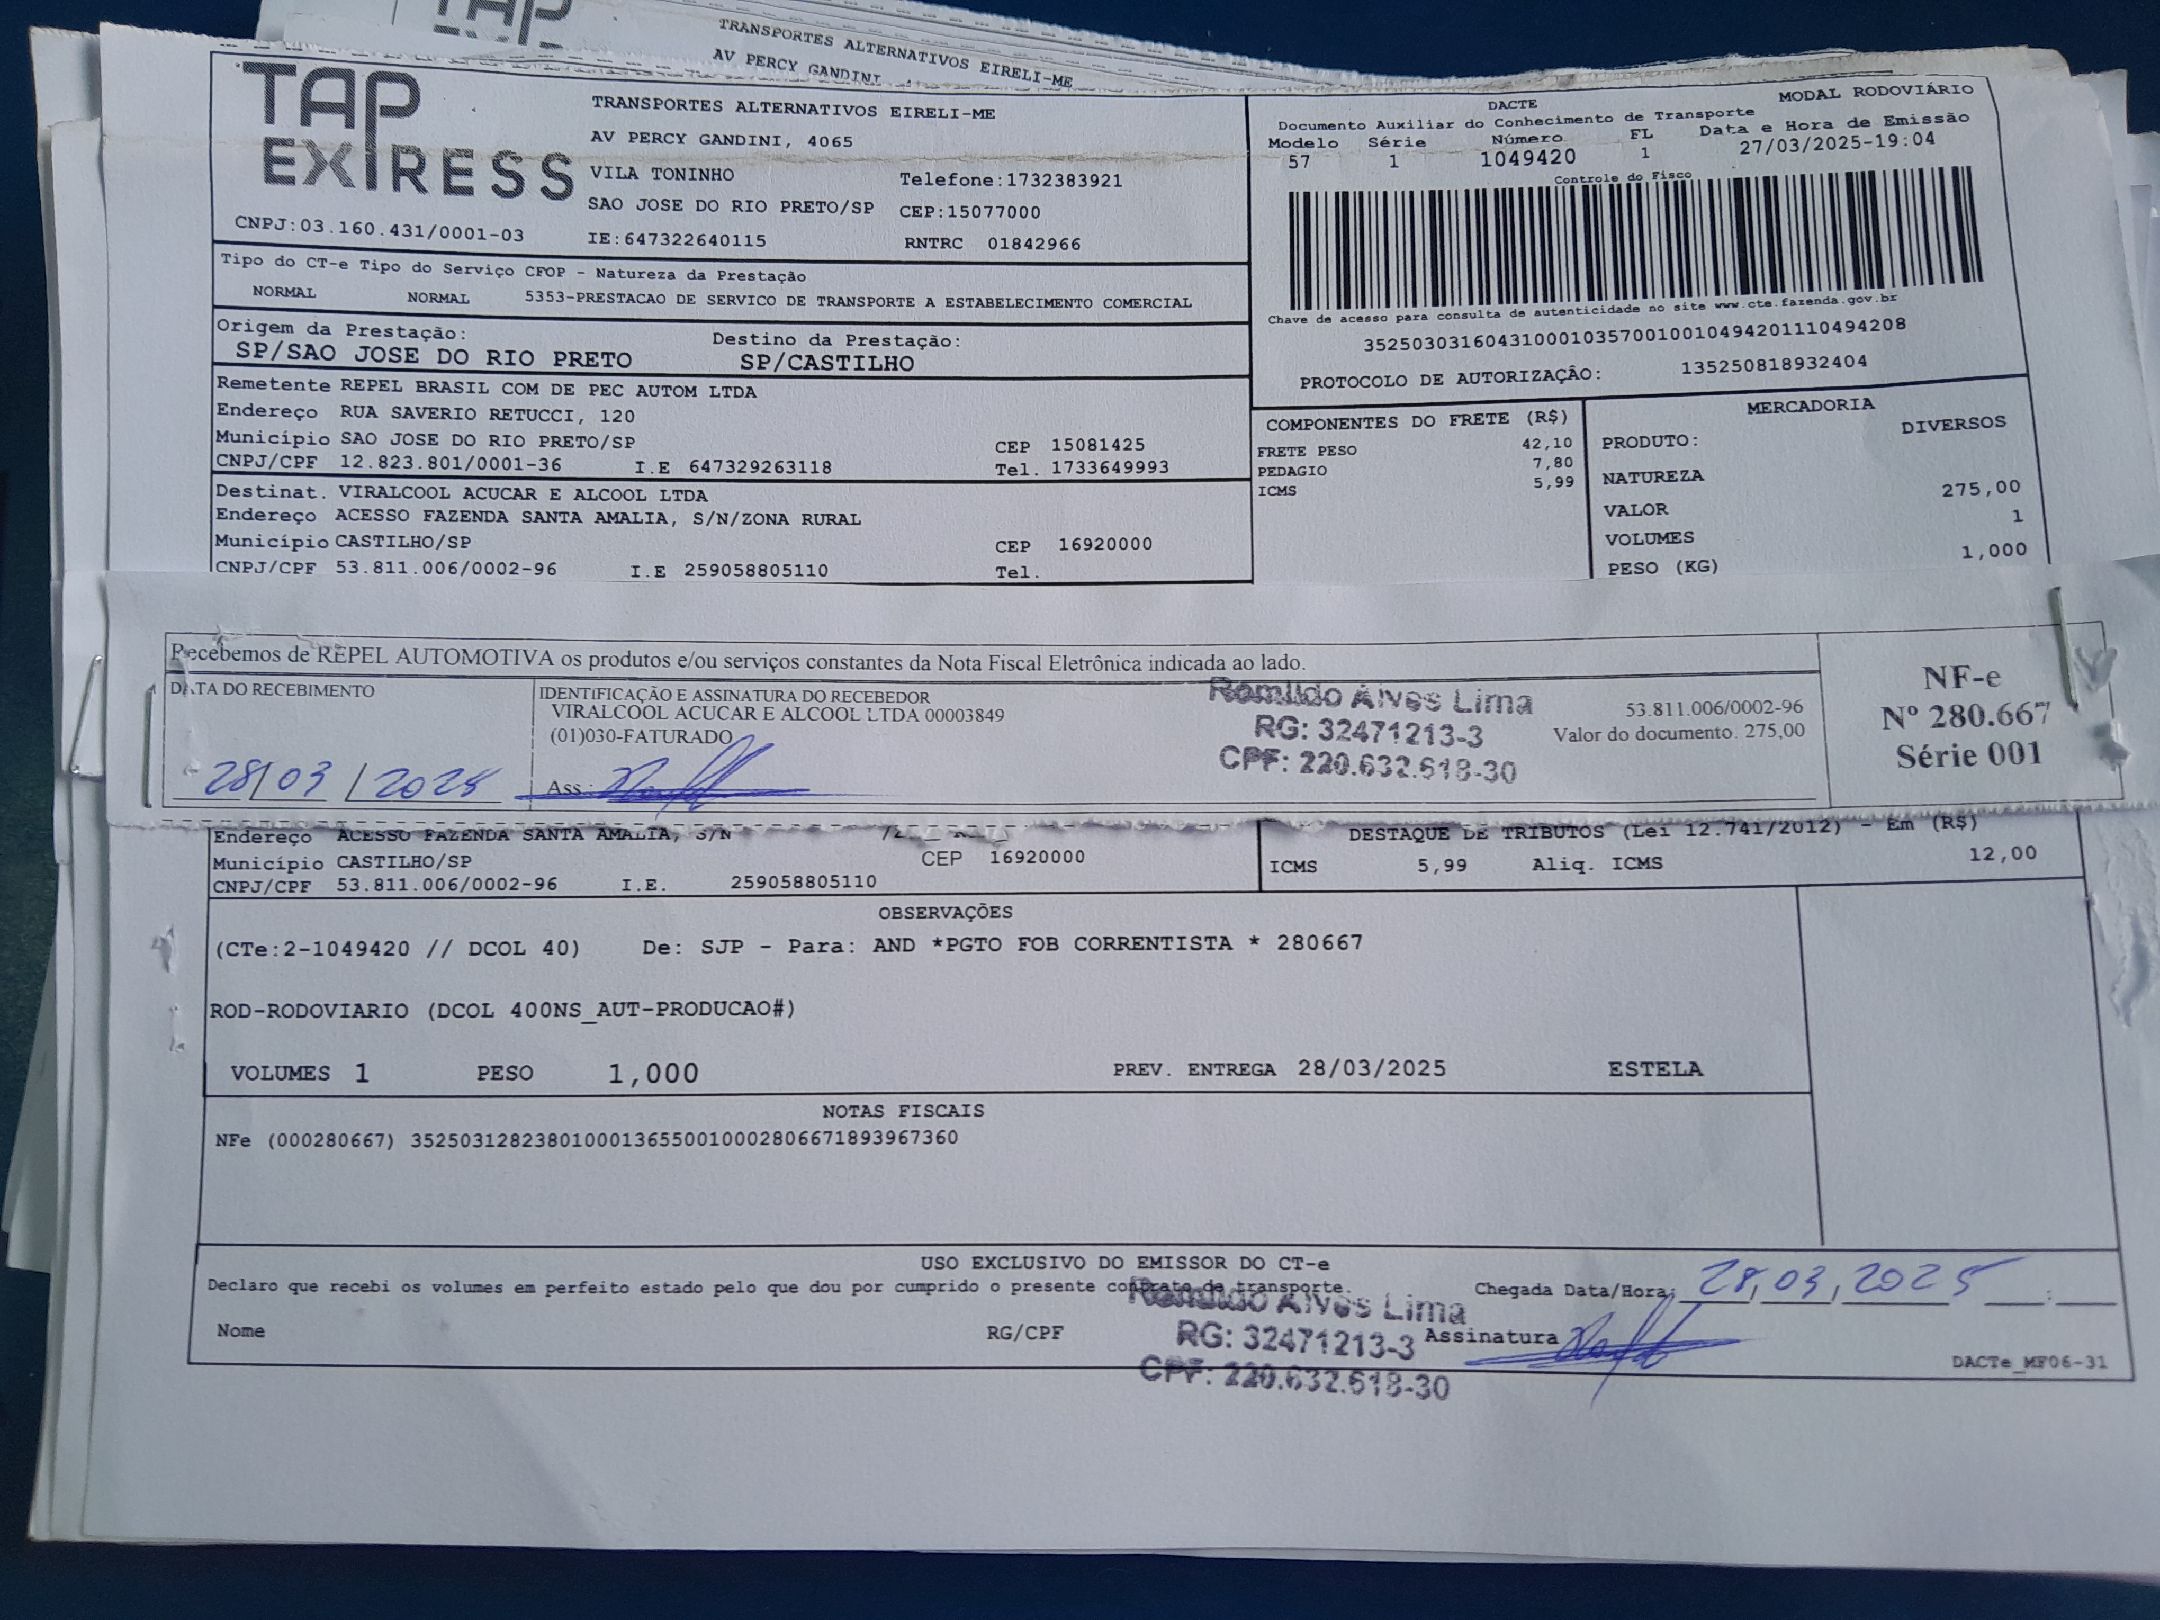 TRANSPORTES ALTERNATIVOS EIRELI-ME
AV PERCY GANDINI,
TAP
EXPRESS
CNPJ:03.160.431/0001-03
TRANSPORTES ALTERNATIVOS EIRELI-ME
AV PERCY GANDINI, 4065
VILA TONINHO Telefone:1732383921
SAO JOSE DO RIO PRETO/SP CEP:15077000
IE:647322640115 RNTRC 01842966
DACTE MODAL RODOVIÁRIO
Documento Auxiliar do Conhecimento de Transporte
Modelo Série Número FL Data e Hora de Emissão
57 1 1049420 1 27/03/2025-19:04
Controle do Fisco
Chave de acesso para consulta de autenticidade no site www.cte.fazenda.gov.br
35250303160431000103570010010494201110494208
PROTOCOLO DE AUTORIZAÇÃO: 135250818932404
Tipo do CT-e Tipo do Serviço CFOP - Natureza da Prestação
NORMAL NORMAL 5353-PRESTACAO DE SERVICO DE TRANSPORTE A ESTABELECIMENTO COMERCIAL
Origem da Prestação: Destino da Prestação:
SP/SAO JOSE DO RIO PRETO SP/CASTILHO
Remetente REPEL BRASIL COM DE PEC AUTOM LTDA
Endereço RUA SAVERIO RETUCCI, 120
Município SAO JOSE DO RIO PRETO/SP CEP 15081425
CNPJ/CPF 12.823.801/0001-36 I.E 647329263118 Tel. 1733649993
Destinat. VIRALCOOL ACUCAR E ALCOOL LTDA
Endereço ACESSO FAZENDA SANTA AMALIA, S/N/ZONA RURAL
Município CASTILHO/SP CEP 16920000
CNPJ/CPF 53.811.006/0002-96 I.E 259058805110 Tel.
COMPONENTES DO FRETE (R$)
FRETE PESO 42,10
PEDAGIO 7,80
ICMS 5,99
MERCADORIA
PRODUTO: DIVERSOS
NATUREZA
VALOR 275,00
VOLUMES 1
PESO (KG) 1,000
Recebemos de REPEL AUTOMOTIVA os produtos e/ou serviços constantes da Nota Fiscal Eletrônica indicada ao lado.
DATA DO RECEBIMENTO
28/03/2025
IDENTIFICAÇÃO E ASSINATURA DO RECEBEDOR
VIRALCOOL ACUCAR E ALCOOL LTDA 00003849
(01)030-FATURADO
Ass.:
Romildo Alves Lima
RG: 32471213-3
CPF: 220.632.618-30
53.811.006/0002-96
Valor do documento. 275,00
NF-e
Nº 280.667
Série 001
Endereço ACESSO FAZENDA SANTA AMALIA, S/N
Município CASTILHO/SP CEP 16920000
CNPJ/CPF 53.811.006/0002-96 I.E. 259058805110
DESTAQUE DE TRIBUTOS (Lei 12.741/2012) - Em (R$)
ICMS 5,99 Aliq. ICMS 12,00
OBSERVAÇÕES
(CTe:2-1049420 // DCOL 40) De: SJP - Para: AND *PGTO FOB CORRENTISTA * 280667
ROD-RODOVIARIO (DCOL 400NS_AUT-PRODUCAO#)
VOLUMES 1 PESO 1,000 PREV. ENTREGA 28/03/2025 ESTELA
NOTAS FISCAIS
NFe (000280667) 35250312823801000136550010002806671893967360
USO EXCLUSIVO DO EMISSOR DO CT-e
Declaro que recebi os volumes em perfeito estado pelo que dou por cumprido o presente contrato de transporte.
Chegada Data/Hora: 28,03,2025
Nome RG/CPF
Romildo Alves Lima
RG: 32471213-3
CPF: 220.632.618-30
Assinatura
DACTe_MF06-31